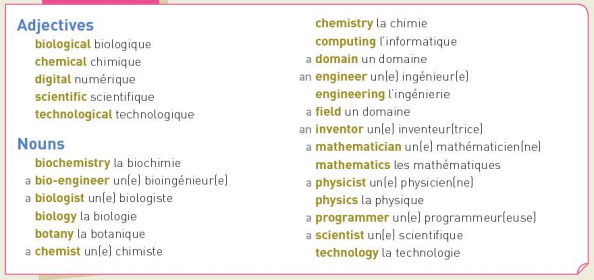 Adjectives
biological biologique
chemical chimique
digital numérique
scientific scientifique
technological technologique
Nouns
biochemistry la biochimie
a bio-engineer un(e) bioingénieur(e)
a biologist un(e) biologiste
biology la biologie
botany la botanique
a chemist un(e) chimiste
chemistry la chimie
computing l'informatique
a domain un domaine
an engineer un(e) ingénieur(e)
engineering l'ingénierie
a field un domaine
an inventor un(e) inventeur(trice)
a mathematician un(e) mathématicien(ne)
mathematics les mathématiques
a physicist un(e) physicien(ne)
physics la physique
a programmer un(e) programmeur(euse)
a scientist un(e) scientifique
technology la technologie